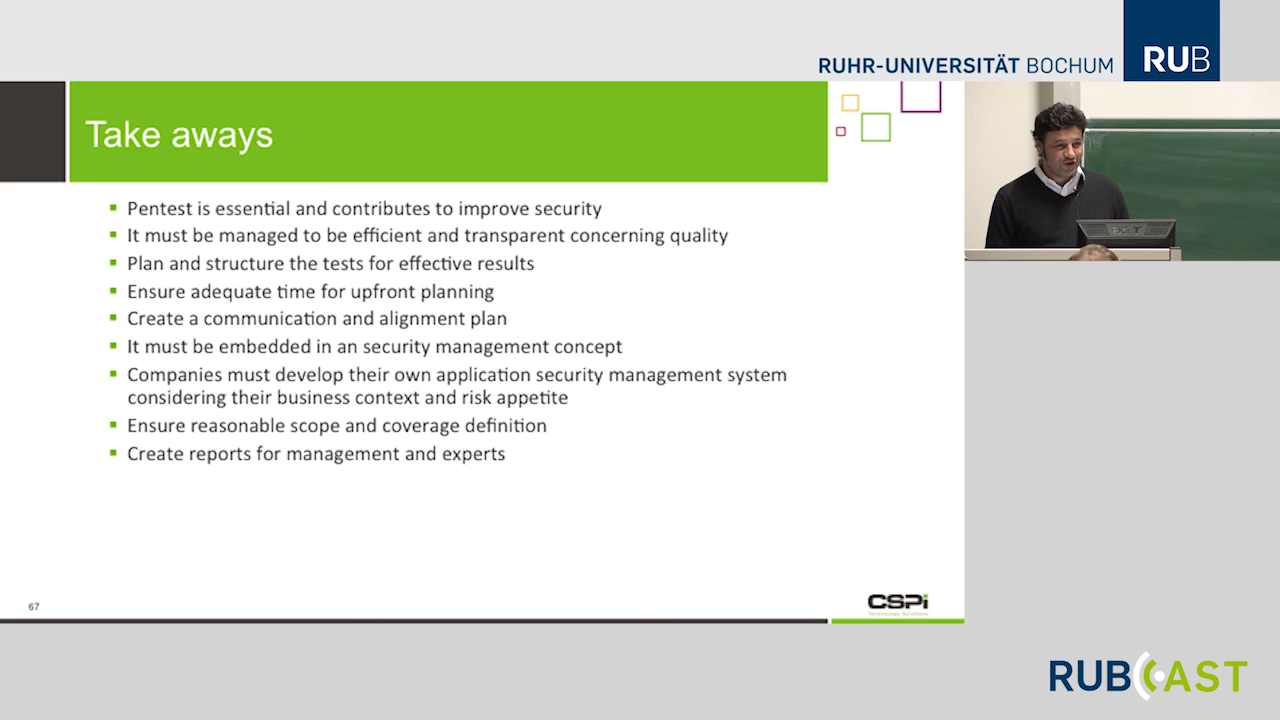 RUHR-UNIVERSITÄT BOCHUM
RUB
Take aways
Pentest is essential and contributes to improve security
It must be managed to be efficient and transparent concerning quality
Plan and structure the tests for effective results
Ensure adequate time for upfront planning
Create a communication and alignment plan
It must be embedded in an security management concept
Companies must develop their own application security management system
considering their business context and risk appetite
Ensure reasonable scope and coverage definition
Create reports for management and experts
67
CSPi
Technology Solutions
RUBCAST